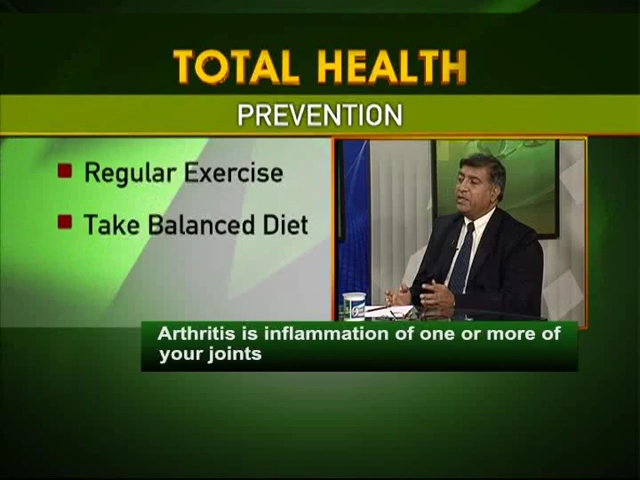 TOTAL HEALTH
PREVENTION
Regular Exercise
Take Balanced Diet
Arthritis is inflammation of one or more of
your joints